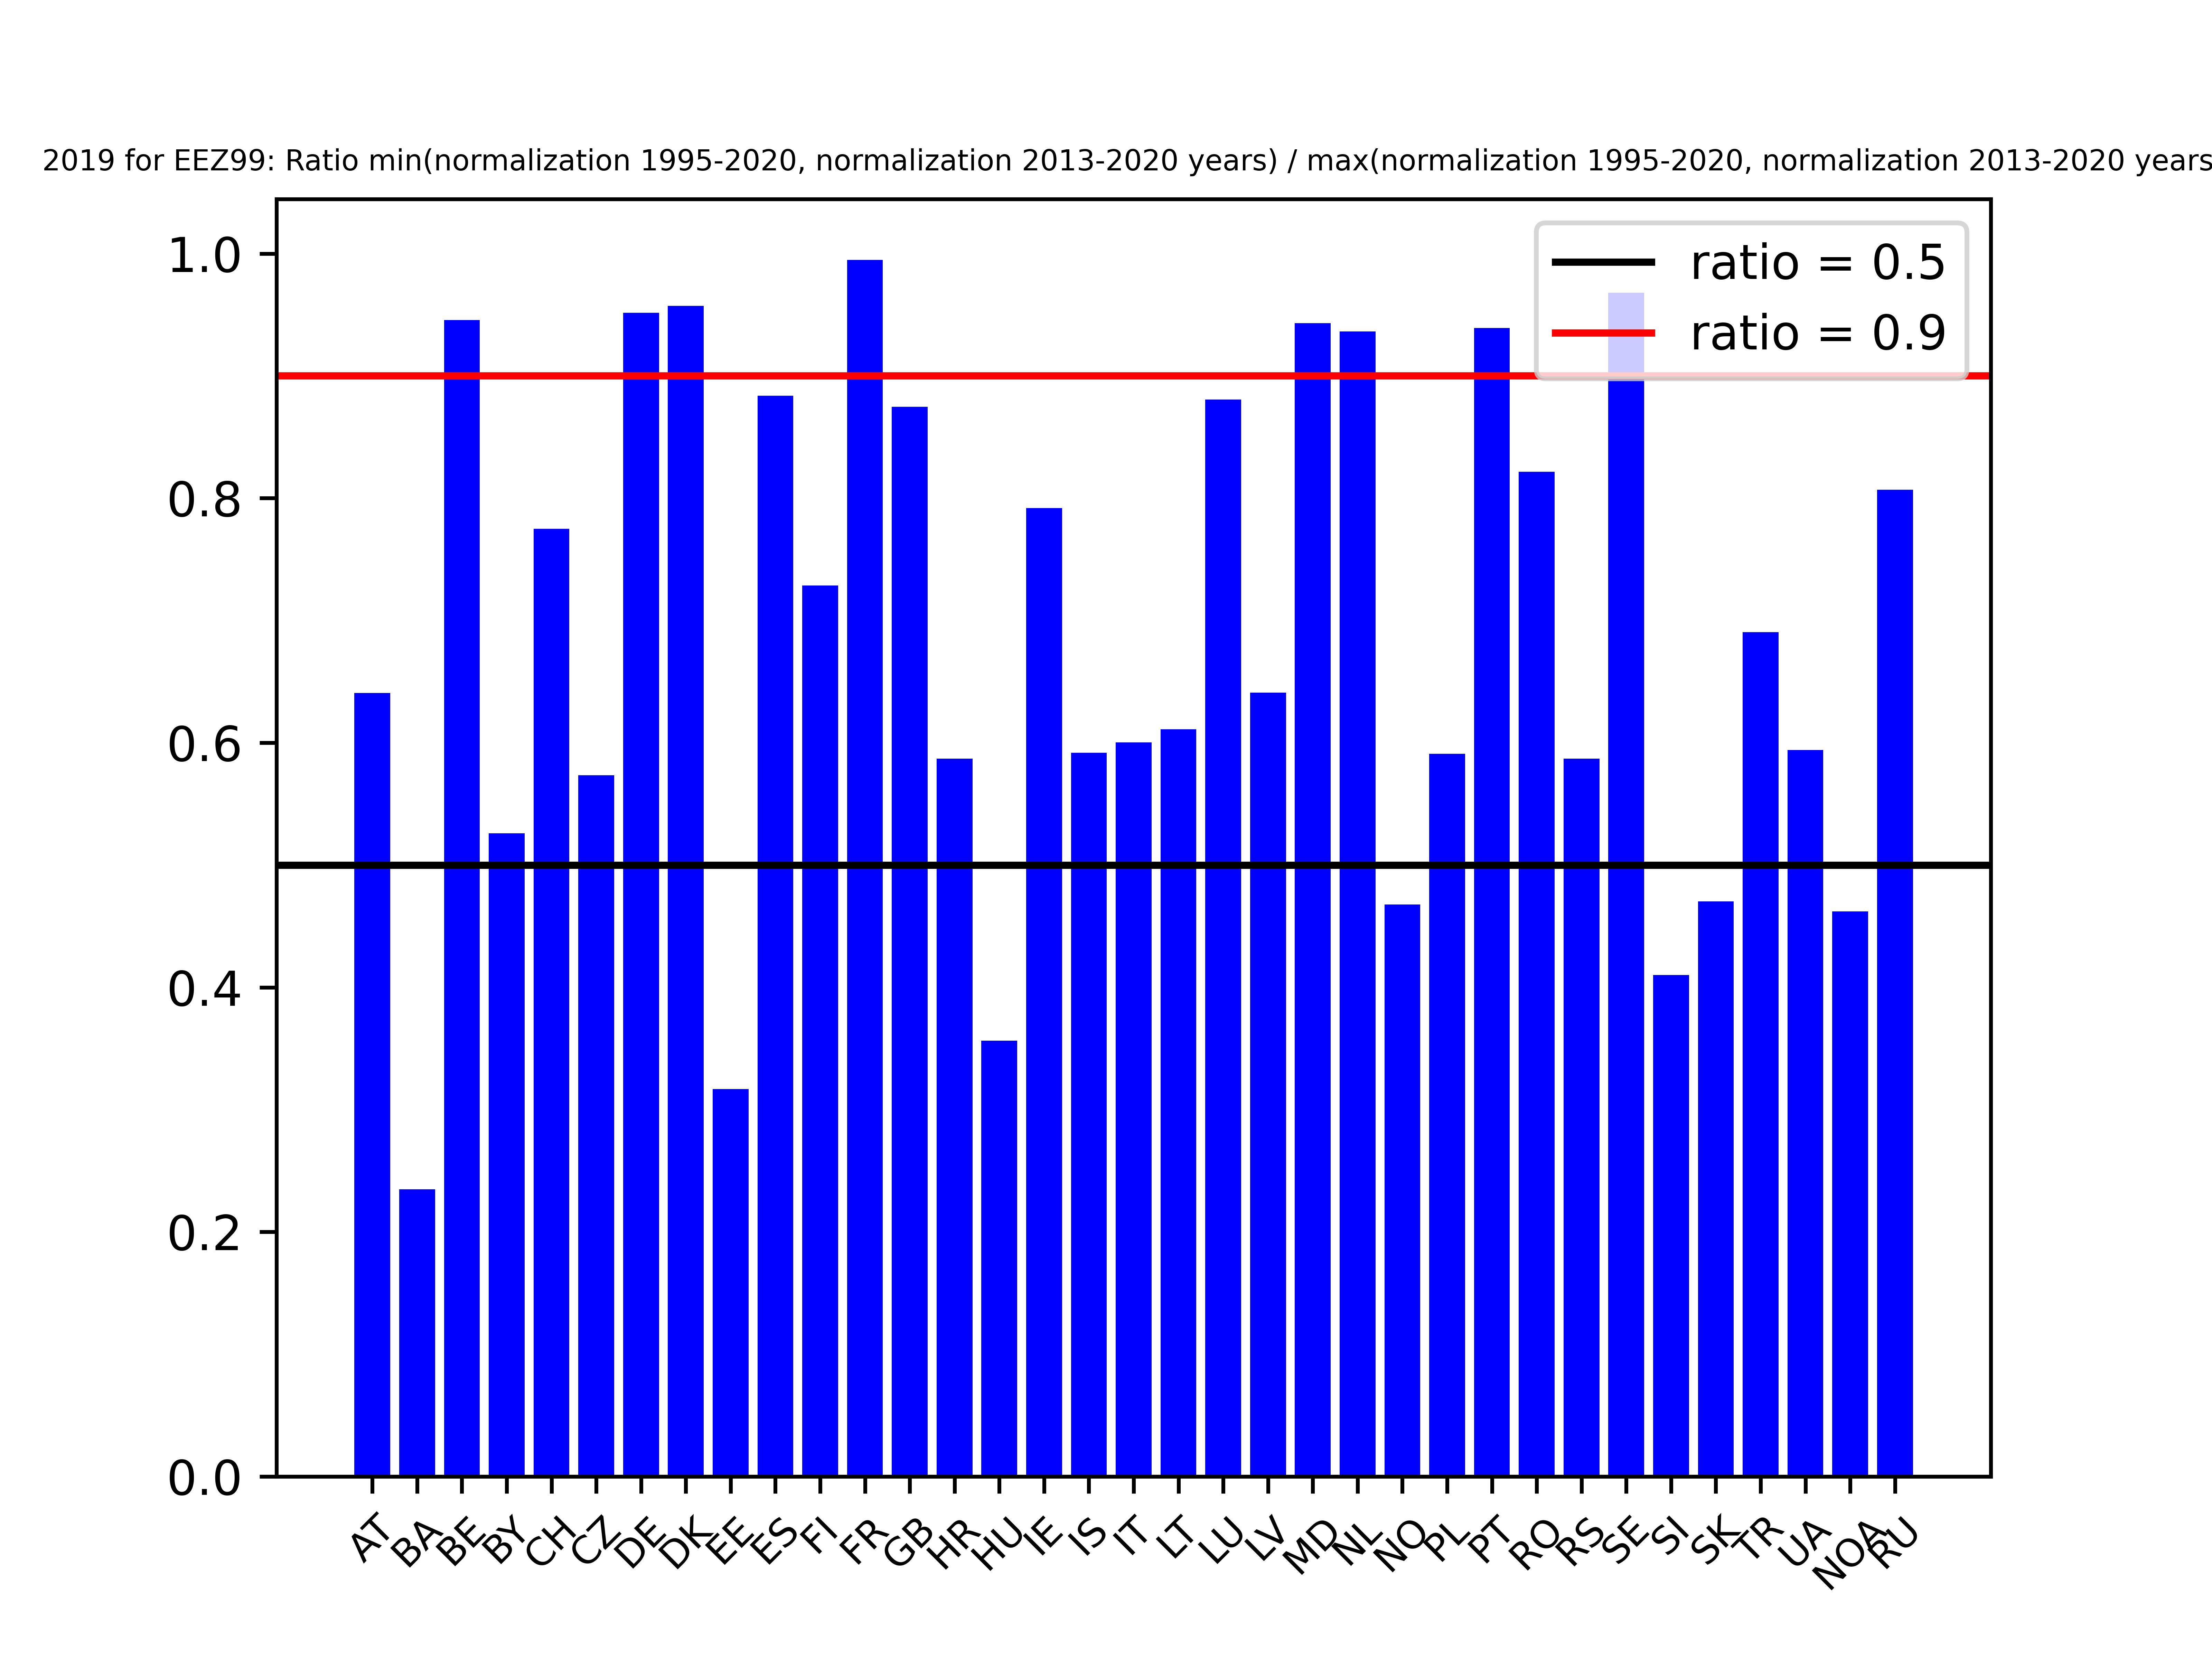 2019 for EEZ99: Ratio min(normalization 1995-2020, normalization 2013-2020 years) / max(normalization 1995-2020, normalization 2013-2020 years
ratio = 0.5
ratio = 0.9
1.0
0.8
0.6
0.4
0.2
0.0
AT BA BE BY CH CZ DE DK EE ES FI FR GB HR HU IE IS IT LT LU LV MD NL NO PL PT RO RS SE SI SK TR UA NOA RU